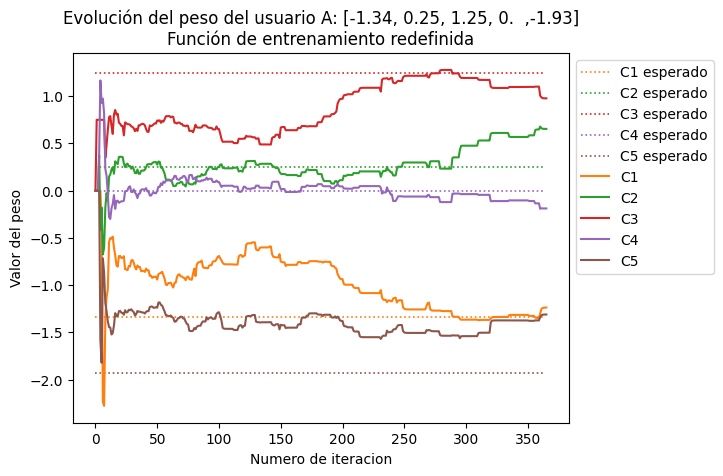 Evolución del peso del usuario A: [-1.34, 0.25, 1.25, 0.  ,-1.93]
Función de entrenamiento redefinida
Valor del peso
1.0
0.5
0.0
−0.5
−1.0
−1.5
−2.0
0 50 100 150 200 250 300 350
Numero de iteracion
C1 esperado
C2 esperado
C3 esperado
C4 esperado
C5 esperado
C1
C2
C3
C4
C5